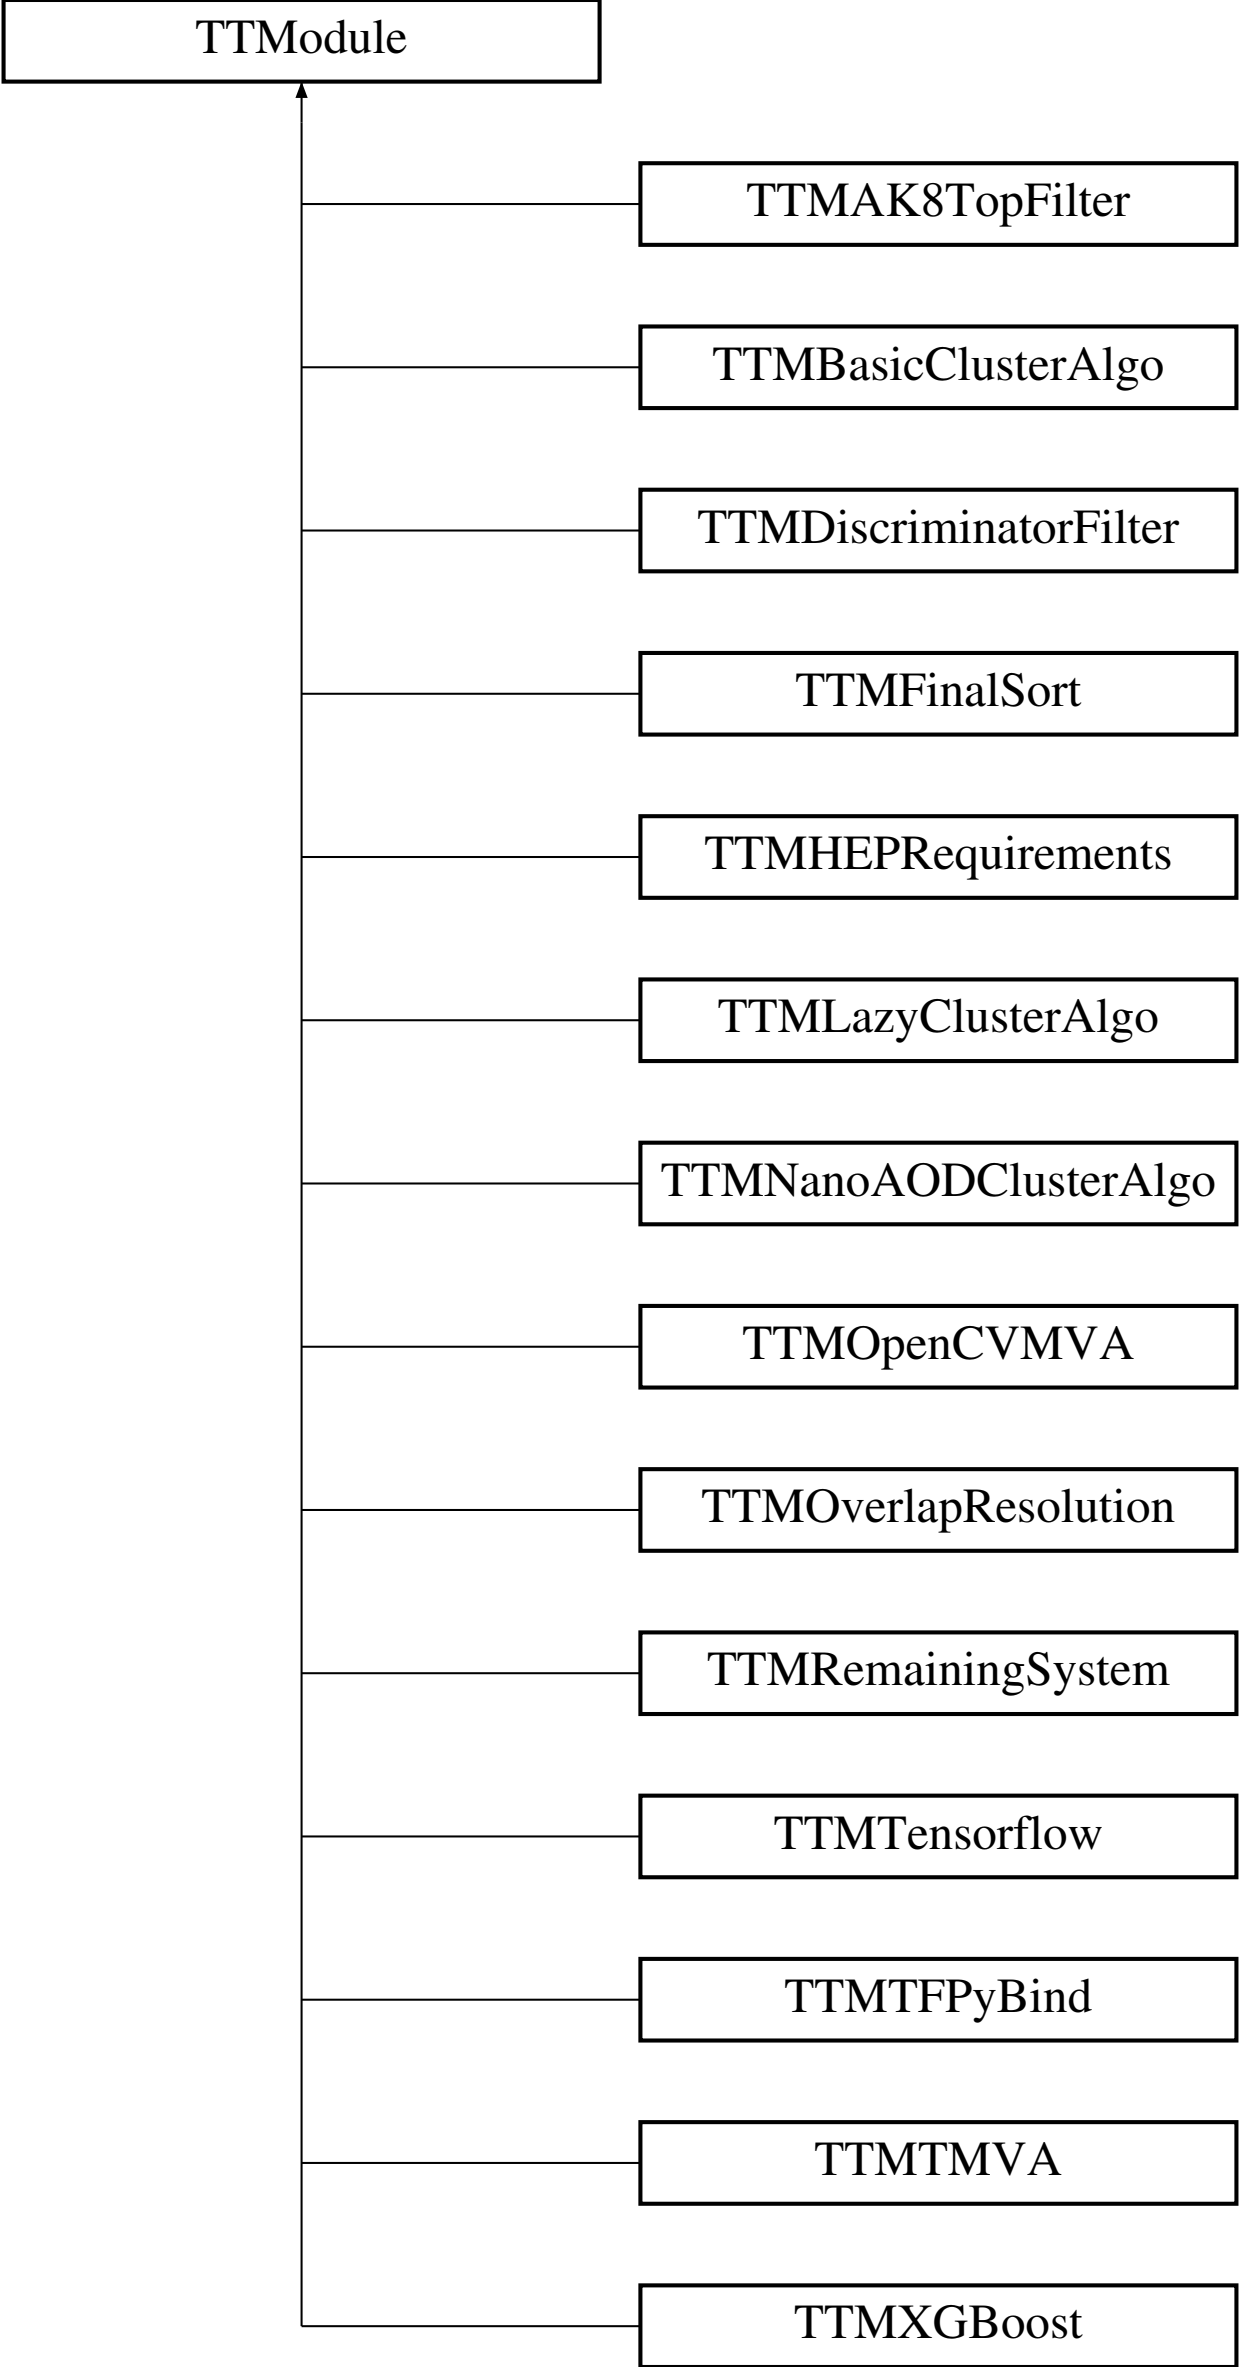 TTModule
TTMAK8TopFilter
TTMBasicClusterAlgo
TTMDiscriminatorFilter
TTMFinalSort
TTMHEPRequirements
TTMLazyClusterAlgo
TTMNanoAODClusterAlgo
TTMOpenCVMVA
TTMOverlapResolution
TTMRemainingSystem
TTMTensorflow
TTMTFPyBind
TTMTMVA
TTMXGBoost